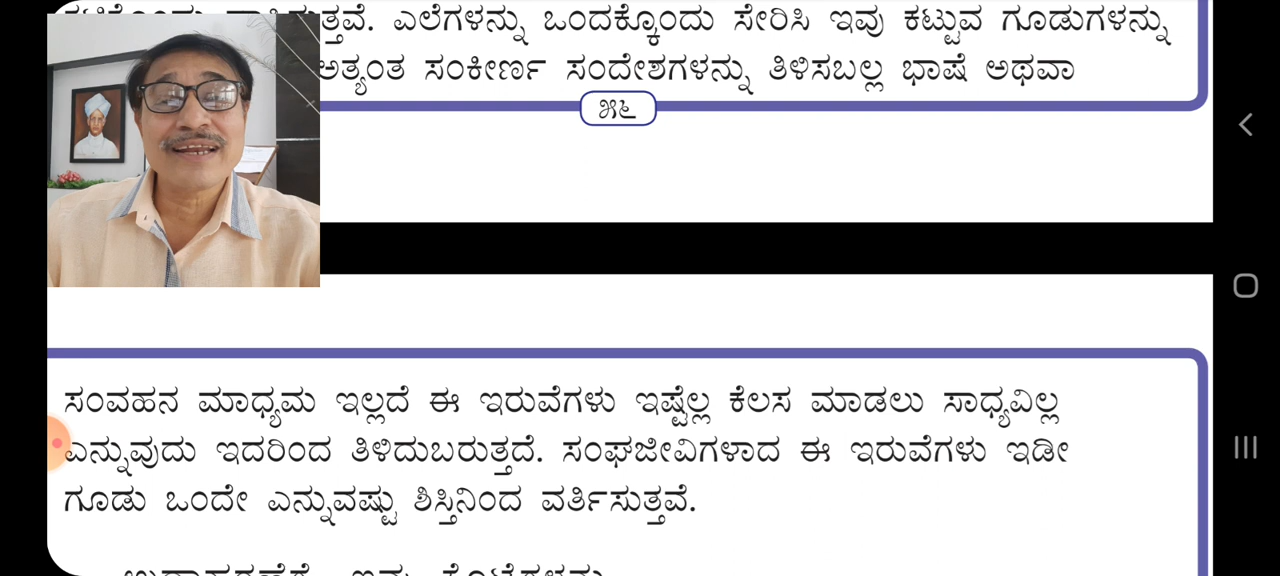 ತ್ತವೆ. ಎಲೆಗಳನ್ನು ಒಂದಕ್ಕೊಂದು ಸೇರಿಸಿ ಇವು ಕಟ್ಟುವ ಗೂಡುಗಳನ್ನು
ಅತ್ಯಂತ ಸಂಕೀರ್ಣ ಸಂದೇಶಗಳನ್ನು ತಿಳಿಸಬಲ್ಲ ಭಾಷೆ ಅಥವಾ
೫೬
ಸಂವಹನ ಮಾಧ್ಯಮ ಇಲ್ಲದೆ ಈ ಇರುವೆಗಳು ಇಷ್ಟೆಲ್ಲ ಕೆಲಸ ಮಾಡಲು ಸಾಧ್ಯವಿಲ್ಲ
ಎನ್ನುವುದು ಇದರಿಂದ ತಿಳಿದುಬರುತ್ತದೆ. ಸಂಘಜೀವಿಗಳಾದ ಈ ಇರುವೆಗಳು ಇಡೀ
ಗೂಡು ಒಂದೇ ಎನ್ನುವಷ್ಟು ಶಿಸ್ತಿನಿಂದ ವರ್ತಿಸುತ್ತವೆ.